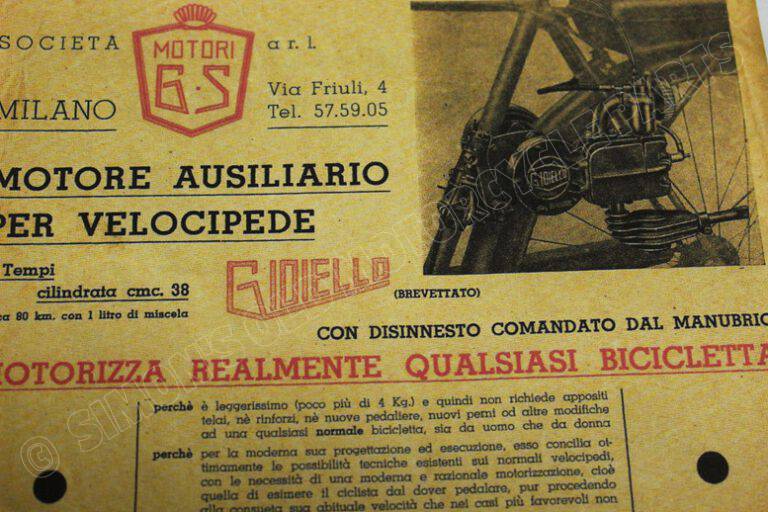 SOCIETÀ
MOTORI
G.S
a r. l.
MILANO
Via Friuli, 4
Tel. 57.59.05
MOTORE AUSILIARIO
PER VELOCIPEDE
Tempi
cilindrata cmc. 38
ca 80 km. con 1 litro di miscela
GIOIELLO
(BREVETTATO)
GIOIELLO
CON DISINNESTO COMANDATO DAL MANUBRIO
MOTORIZZA REALMENTE QUALSIASI BICICLETTA
perchè è leggerissimo (poco più di 4 Kg.) e quindi non richiede appositi
telai, nè rinforzi, nè nuove pedaliere, nuovi perni od altre modifiche
ad una qualsiasi normale bicicletta, sia da uomo che da donna
perchè per la moderna sua progettazione ed esecuzione, esso concilia ot-
timamente le possibilità tecniche esistenti sui normali velocipedi,
con le necessità di una moderna e razionale motorizzazione, cioè
quella di esimere il ciclista dal dover pedalare, pur procedendo
alla consueta sua abituale velocità che nei casi più favorevoli non